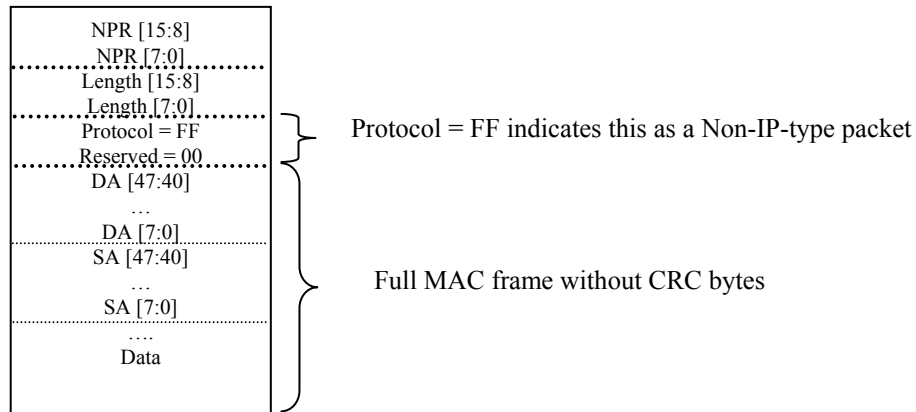 NPR [15:8]
NPR [7:0]
Length [15:8]
Length [7:0]
Protocol = FF
Reserved = 00
DA [47:40]
…
DA [7:0]
SA [47:40]
…
SA [7:0]
….
Data
Protocol = FF indicates this as a Non-IP-type packet
Full MAC frame without CRC bytes